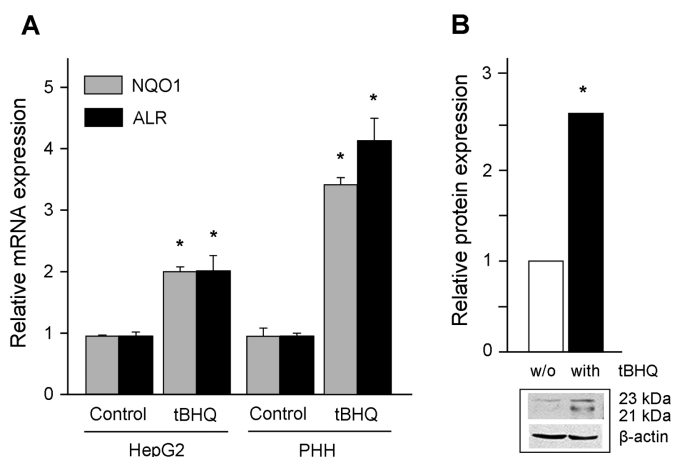 A
Relative mRNA expression
5
4
3
2
1
0
NQO1
ALR
* * * *
Control tBHQ Control tBHQ
HepG2 PHH
B
Relative protein expression
3
2
1
0
*
w/o with tBHQ
23 kDa
21 kDa
β-actin